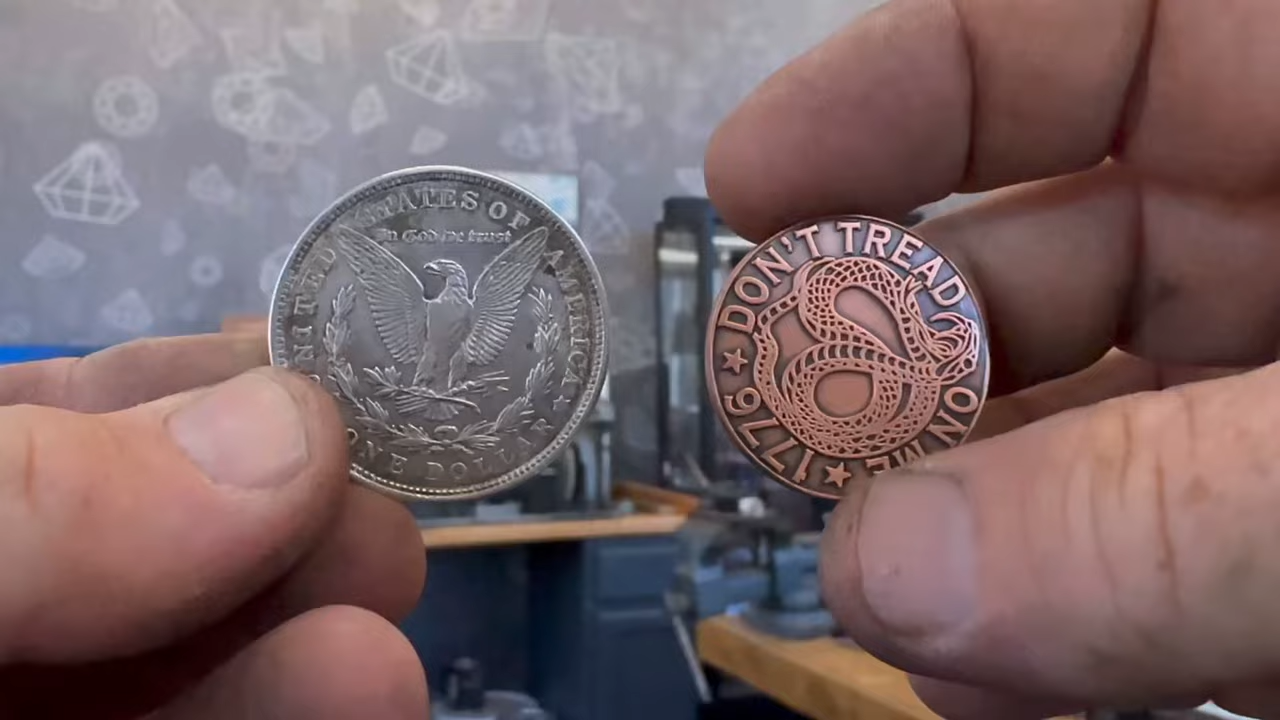 UNITED STATES OF AMERICA
In God We trust
ONE DOLLAR
DON'T TREAD ON ME
1776